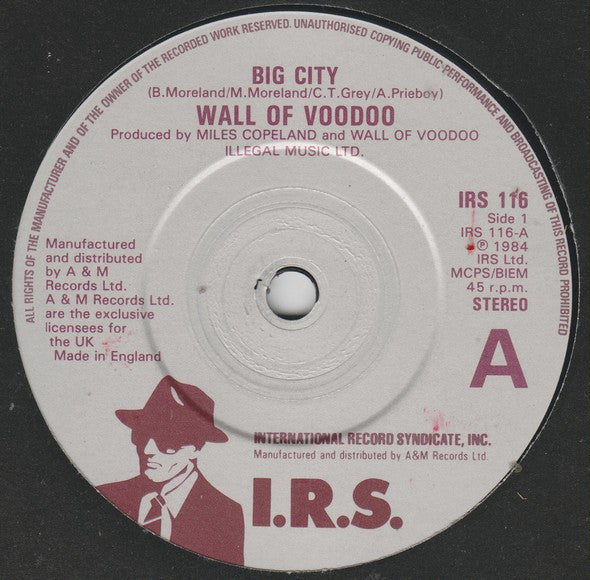 ALL RIGHTS OF THE MANUFACTURER AND OF THE OWNER OF THE RECORDED WORK RESERVED. UNAUTHORISED COPYING PUBLIC PERFORMANCE AND BROADCASTING OF THIS RECORD PROHIBITED
BIG CITY
(B.Moreland/M.Moreland/C.T.Grey/A.Prieboy)
WALL OF VOODOO
Produced by MILES COPELAND and WALL OF VOODOO
ILLEGAL MUSIC LTD.
IRS 116
Side 1
IRS 116-A
℗ 1984
IRS Ltd.
MCPS/BIEM
45 r.p.m.
STEREO
A
Manufactured
and distributed
by A & M
Records Ltd.
A & M Records Ltd.
are the exclusive
licensees for
the UK
Made in England
INTERNATIONAL RECORD SYNDICATE, INC.
Manufactured and distributed by A&M Records Ltd.
I.R.S.